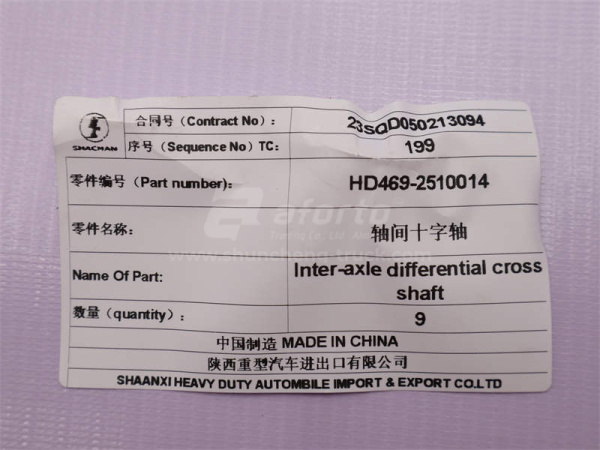 SHACMAN
合同号（Contract No）：
23SQD050213094
序号（Sequence No）TC:
199
零件编号（Part number）:
HD469-2510014
零件名称:
轴间十字轴
Name Of Part:
Inter-axle differential cross
shaft
数量（quantity）：
9
中国制造 MADE IN CHINA
陕西重型汽车进出口有限公司
SHAANXI HEAVY DUTY AUTOMBILE IMPORT & EXPORT CO.LTD
aforto